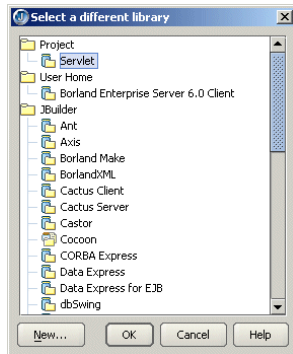 Select a different library
Project
Servlet
User Home
Borland Enterprise Server 6.0 Client
JBuilder
Ant
Axis
Borland Make
BorlandXML
Cactus Client
Cactus Server
Castor
Cocoon
CORBA Express
Data Express
Data Express for EJB
dbSwing
New... OK Cancel Help